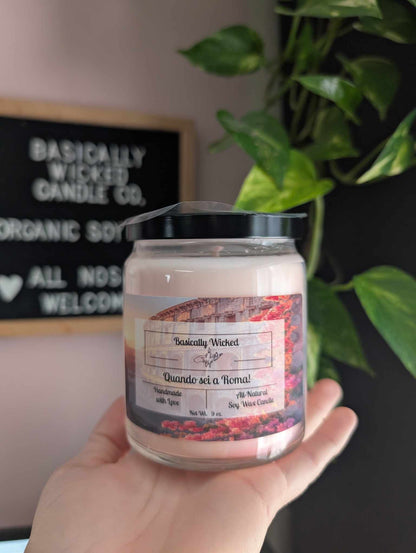 BASICALLY
WICKED
CANDLE CO.
ORGANIC SOY
ALL NOSES
WELCOME
Basically Wicked
Quando sei a Roma!
Handmade
with Love
All-Natural
Soy Wax Candle
Net Wt. 9 oz.